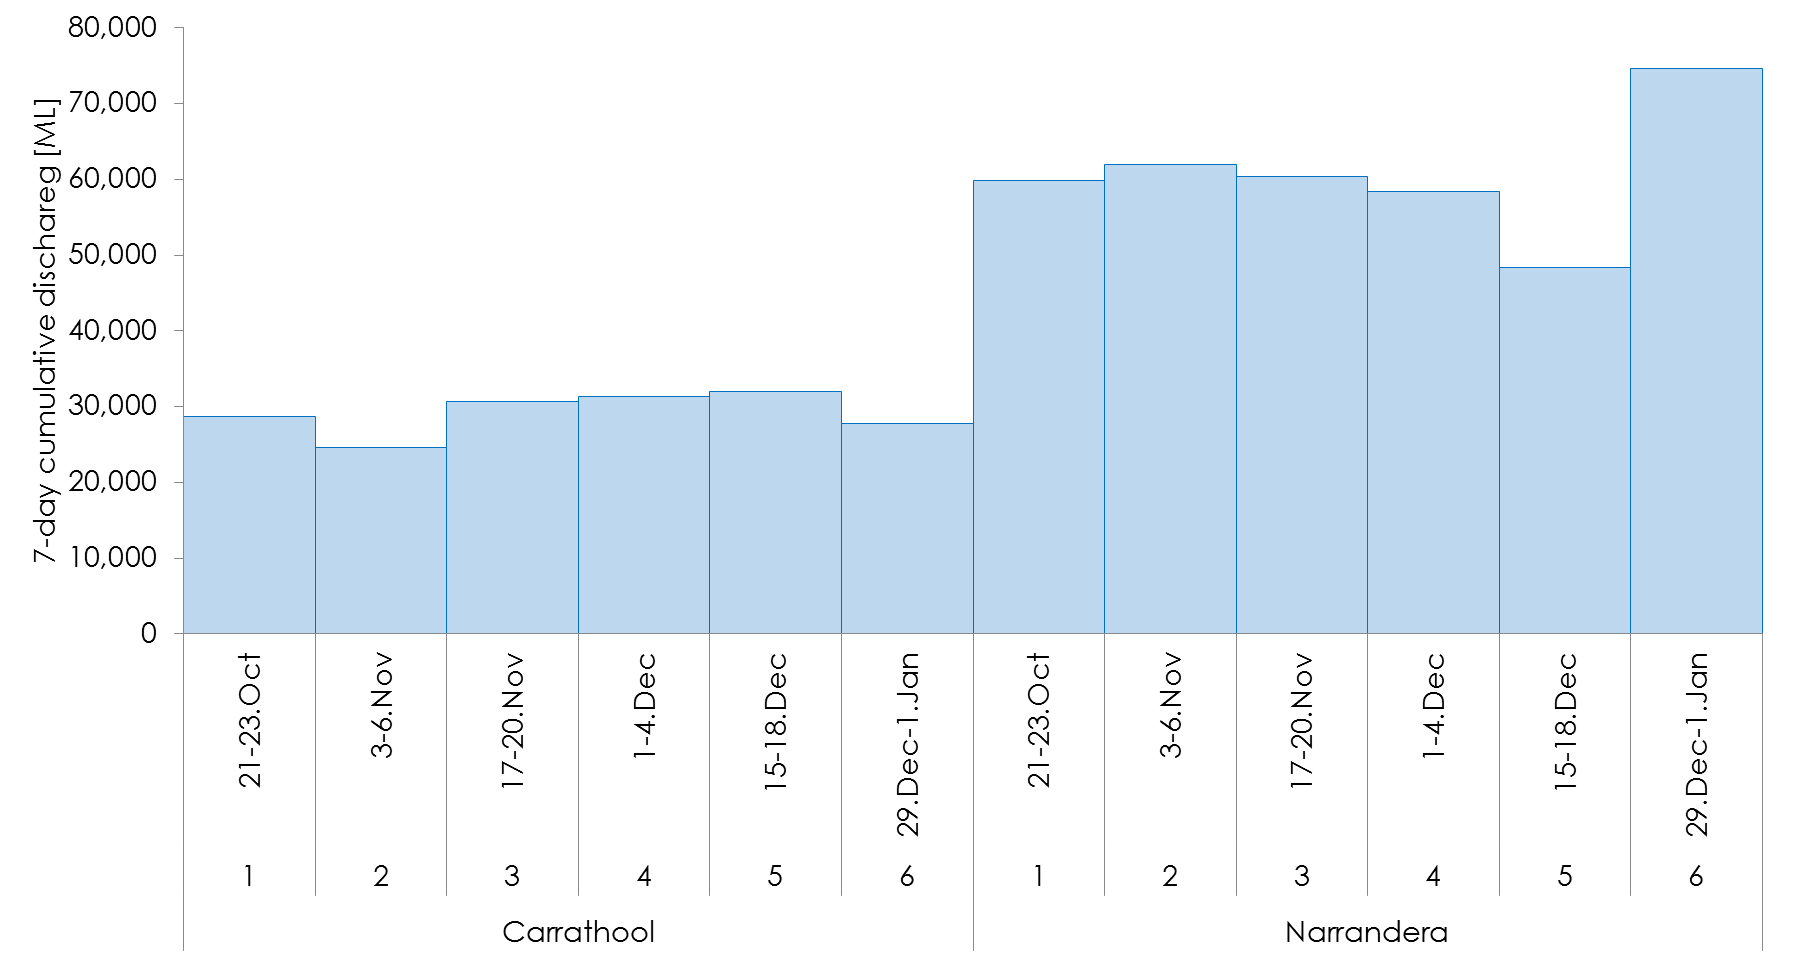 7-day cumulative dischareg [ML]
80,000
70,000
60,000
50,000
40,000
30,000
20,000
10,000
0
21-23.Oct
3-6.Nov
17-20.Nov
1-4.Dec
15-18.Dec
29.Dec-1.Jan
21-23.Oct
3-6.Nov
17-20.Nov
1-4.Dec
15-18.Dec
29.Dec-1.Jan
1 2 3 4 5 6 1 2 3 4 5 6
Carrathool Narrandera